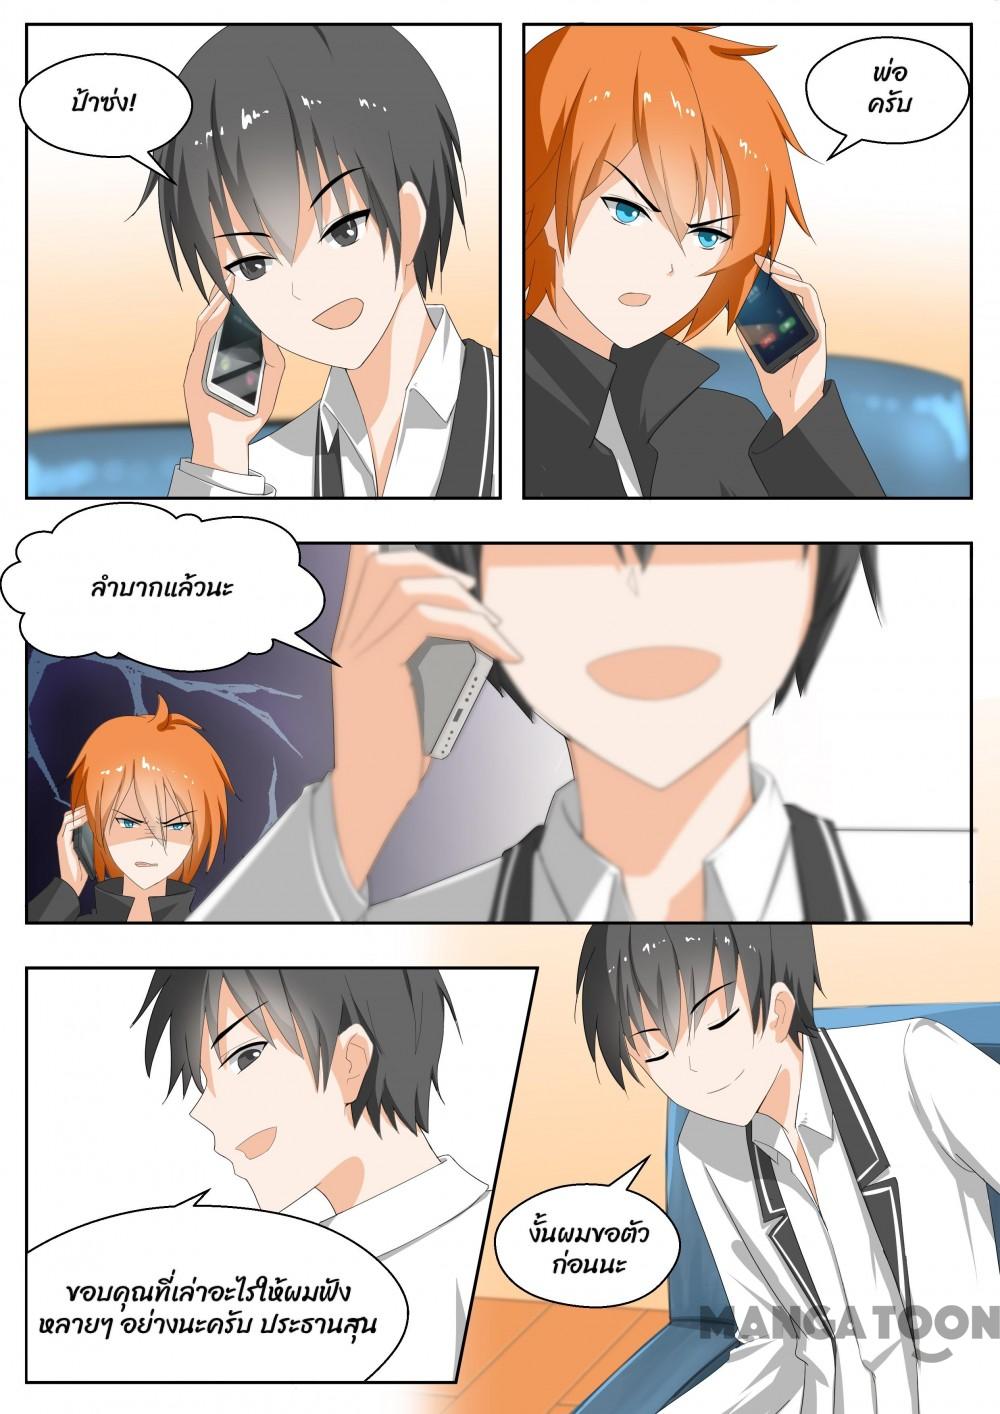 ป้าซ่ง!
พ่อ
ครับ
ลำบากแล้วนะ
ขอบคุณที่เล่าอะไรให้ผมฟัง
หลายๆ อย่างนะครับ ประธานสุน
งั้นผมขอตัว
ก่อนนะ
MANGATOON